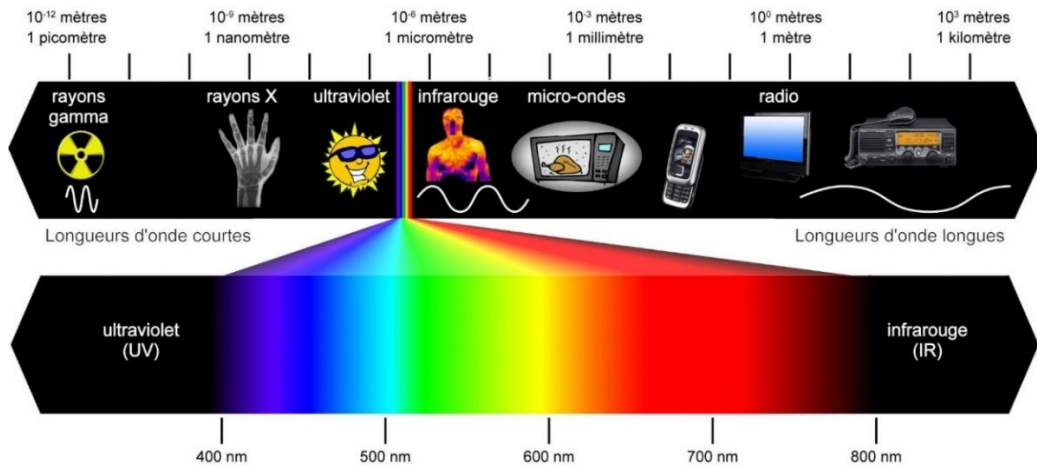 10⁻¹² mètres 10⁻⁹ mètres 10⁻⁶ mètres 10⁻³ mètres 10⁰ mètres 10³ mètres
1 picomètre 1 nanomètre 1 micromètre 1 millimètre 1 mètre 1 kilomètre
rayons gamma rayons X ultraviolet infrarouge micro-ondes radio
Longueurs d'onde courtes Longueurs d'onde longues
ultraviolet infrarouge
(UV) (IR)
400 nm 500 nm 600 nm 700 nm 800 nm